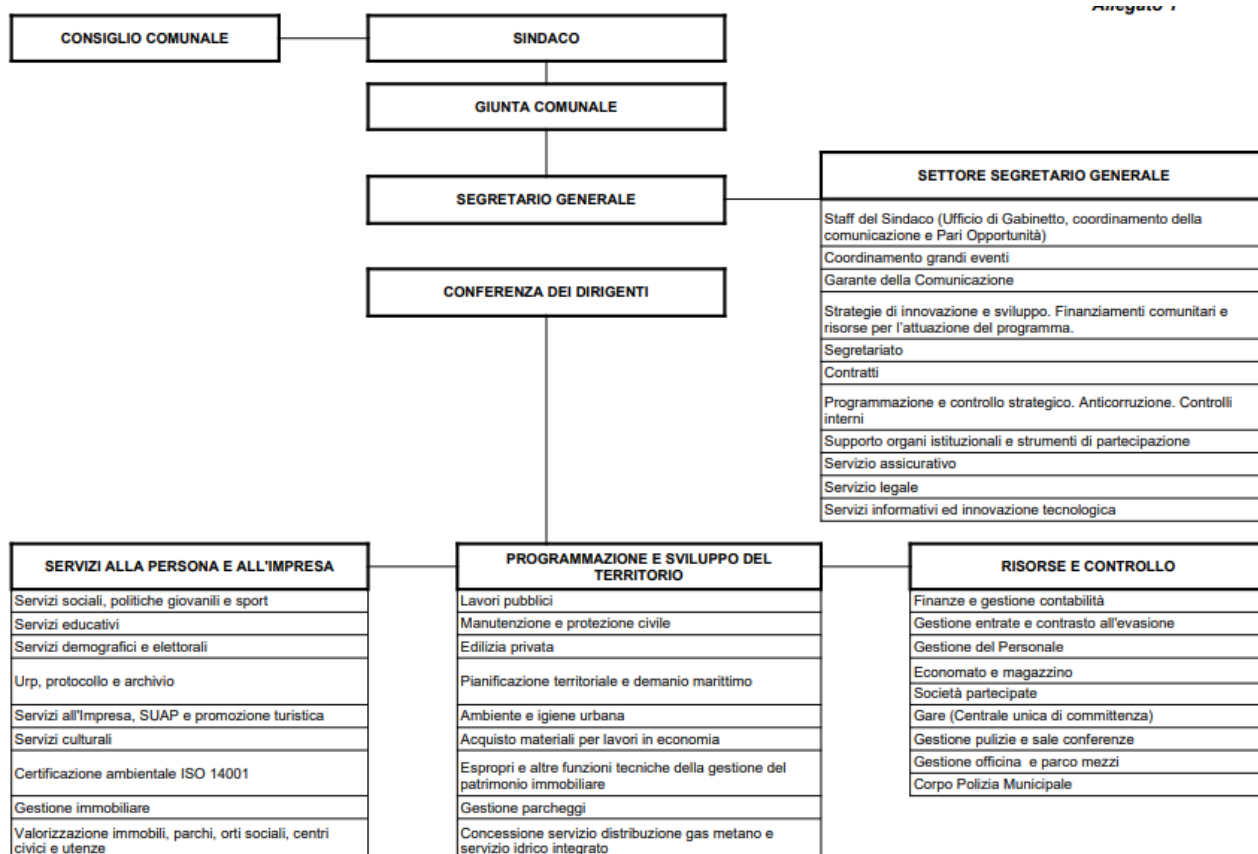 Allegato 1
CONSIGLIO COMUNALE
SINDACO
GIUNTA COMUNALE
SEGRETARIO GENERALE
SETTORE SEGRETARIO GENERALE
Staff del Sindaco (Ufficio di Gabinetto, coordinamento della
comunicazione e Pari Opportunità)
Coordinamento grandi eventi
Garante della Comunicazione
Strategie di innovazione e sviluppo. Finanziamenti comunitari e
risorse per l'attuazione del programma.
Segretariato
Contratti
Programmazione e controllo strategico. Anticorruzione. Controlli
interni
Supporto organi istituzionali e strumenti di partecipazione
Servizio assicurativo
Servizio legale
Servizi informativi ed innovazione tecnologica
CONFERENZA DEI DIRIGENTI
SERVIZI ALLA PERSONA E ALL'IMPRESA
Servizi sociali, politiche giovanili e sport
Servizi educativi
Servizi demografici e elettorali
Urp, protocollo e archivio
Servizi all'Impresa, SUAP e promozione turistica
Servizi culturali
Certificazione ambientale ISO 14001
Gestione immobiliare
Valorizzazione immobili, parchi, orti sociali, centri
civici e utenze
PROGRAMMAZIONE E SVILUPPO DEL
TERRITORIO
Lavori pubblici
Manutenzione e protezione civile
Edilizia privata
Pianificazione territoriale e demanio marittimo
Ambiente e igiene urbana
Acquisto materiali per lavori in economia
Espropri e altre funzioni tecniche della gestione del
patrimonio immobiliare
Gestione parcheggi
Concessione servizio distribuzione gas metano e
servizio idrico integrato
RISORSE E CONTROLLO
Finanze e gestione contabilità
Gestione entrate e contrasto all'evasione
Gestione del Personale
Economato e magazzino
Società partecipate
Gare (Centrale unica di committenza)
Gestione pulizie e sale conferenze
Gestione officina e parco mezzi
Corpo Polizia Municipale